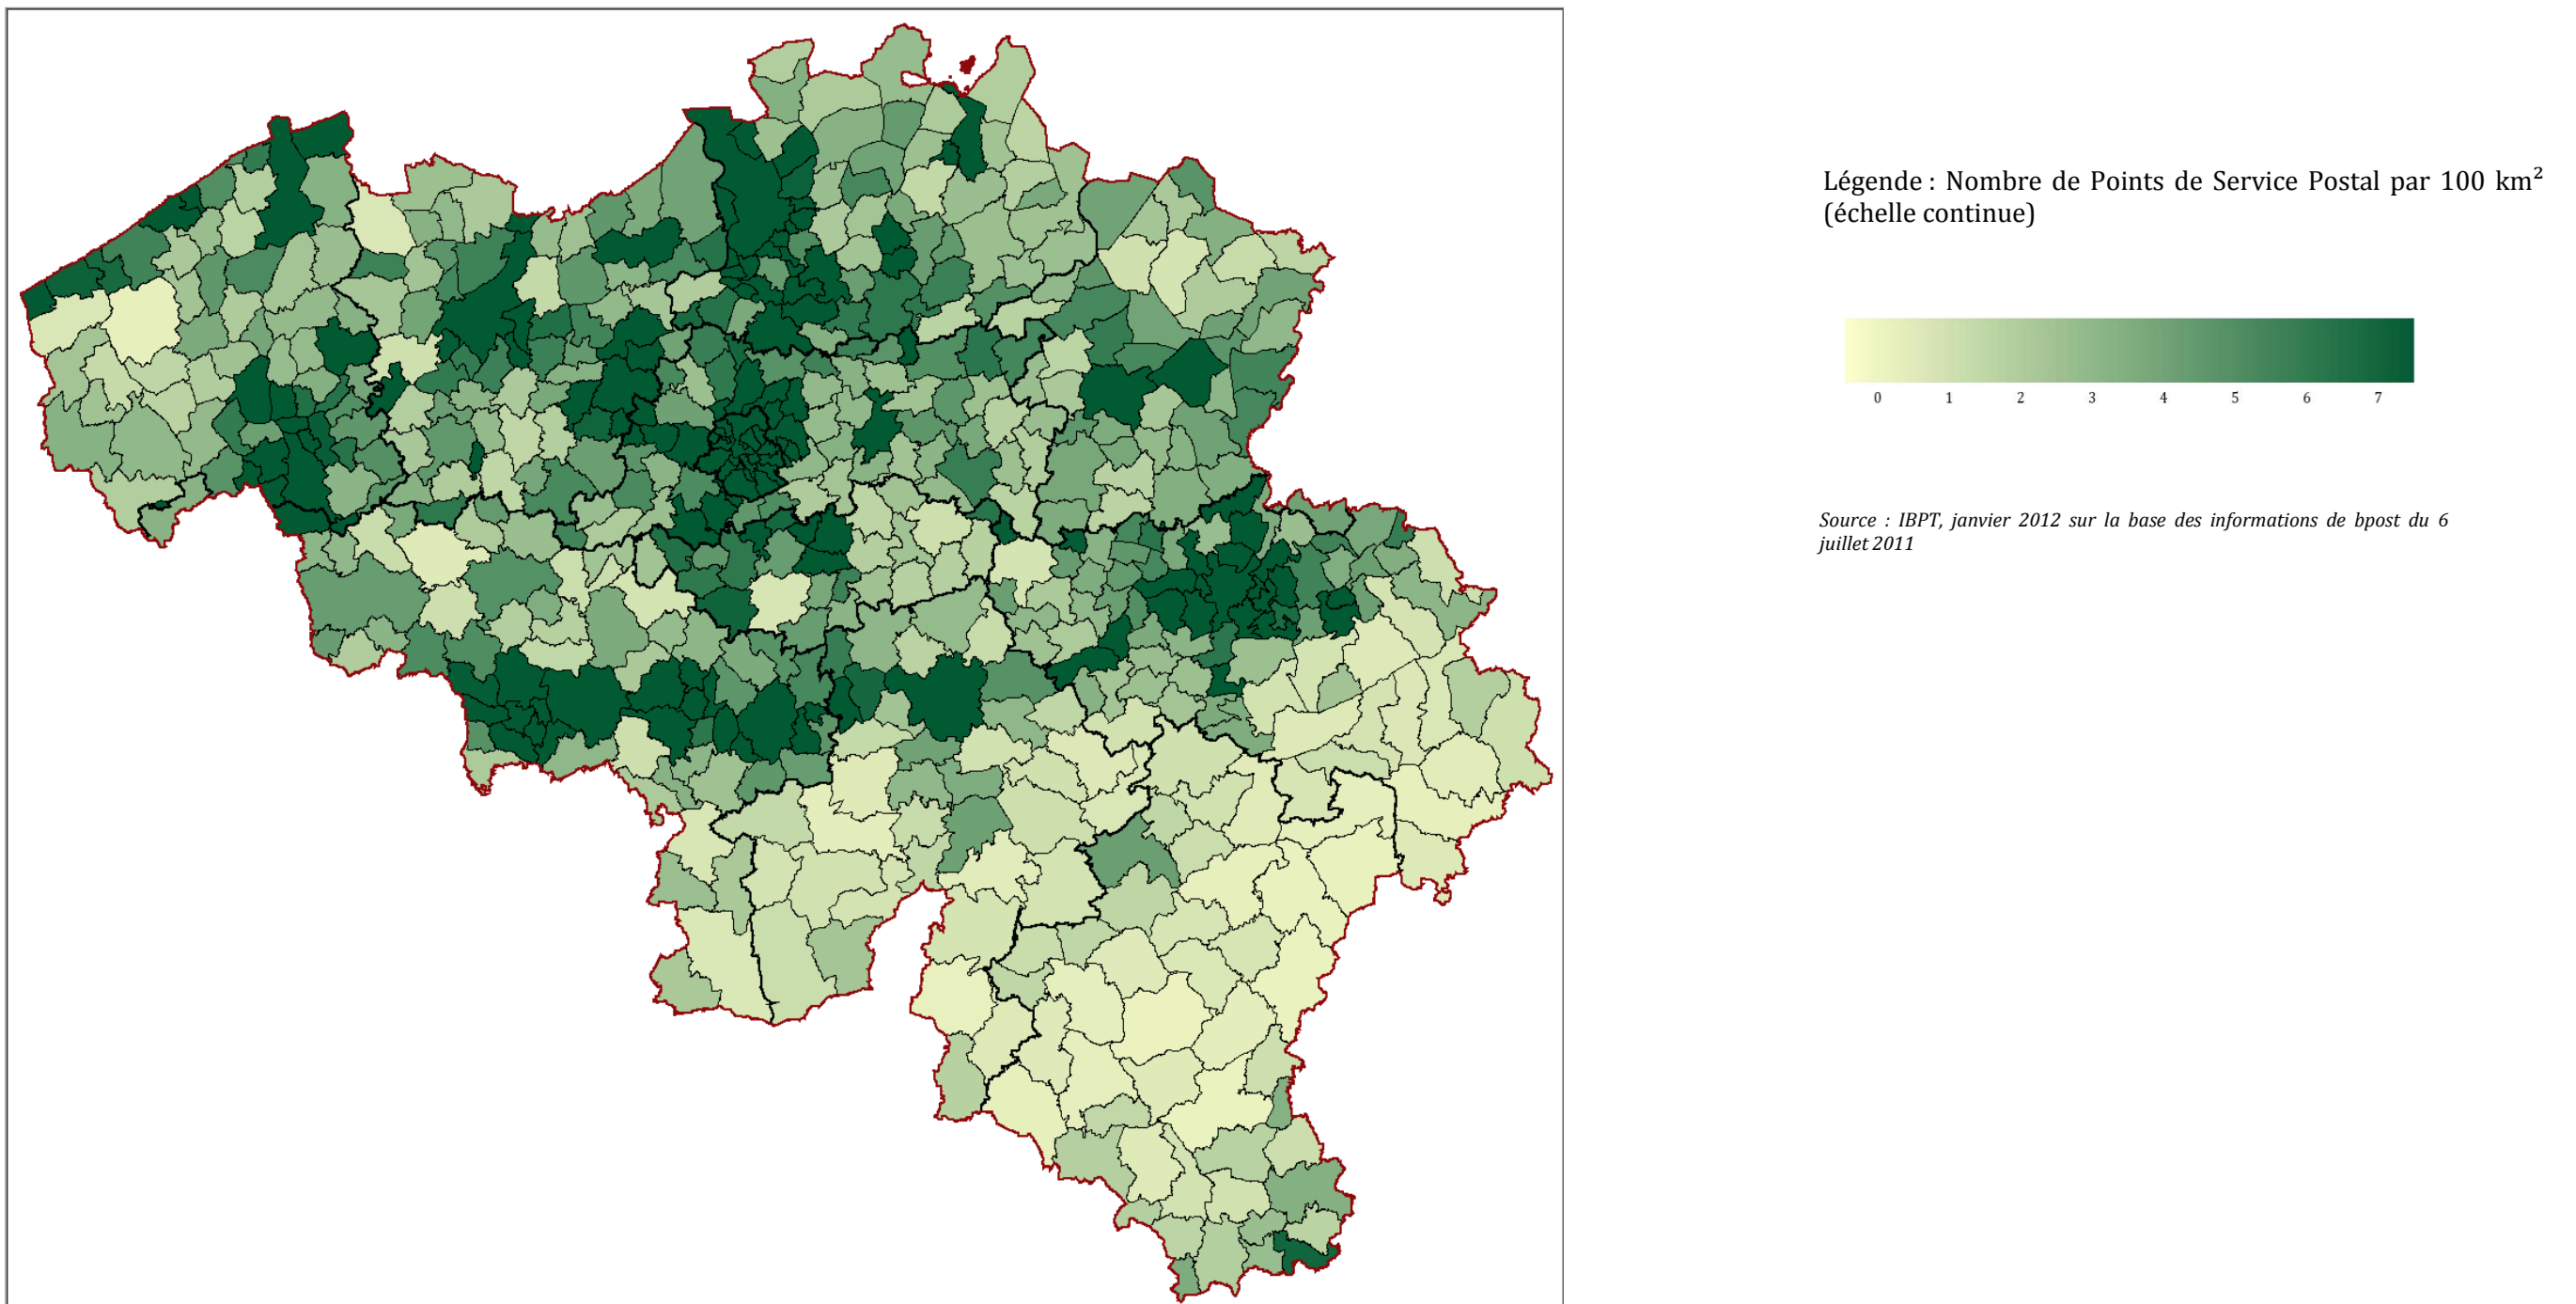 Légende : Nombre de Points de Service Postal par 100 km²
(échelle continue)
0 1 2 3 4 5 6 7
Source : IBPT, janvier 2012 sur la base des informations de bpost du 6
juillet 2011